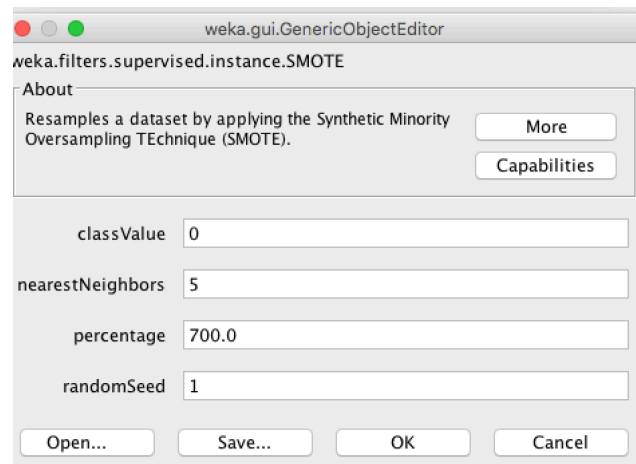 weka.gui.GenericObjectEditor
weka.filters.supervised.instance.SMOTE
About
Resamples a dataset by applying the Synthetic Minority
Oversampling TEchnique (SMOTE).
More
Capabilities
classValue 0
nearestNeighbors 5
percentage 700.0
randomSeed 1
Open... Save... OK Cancel